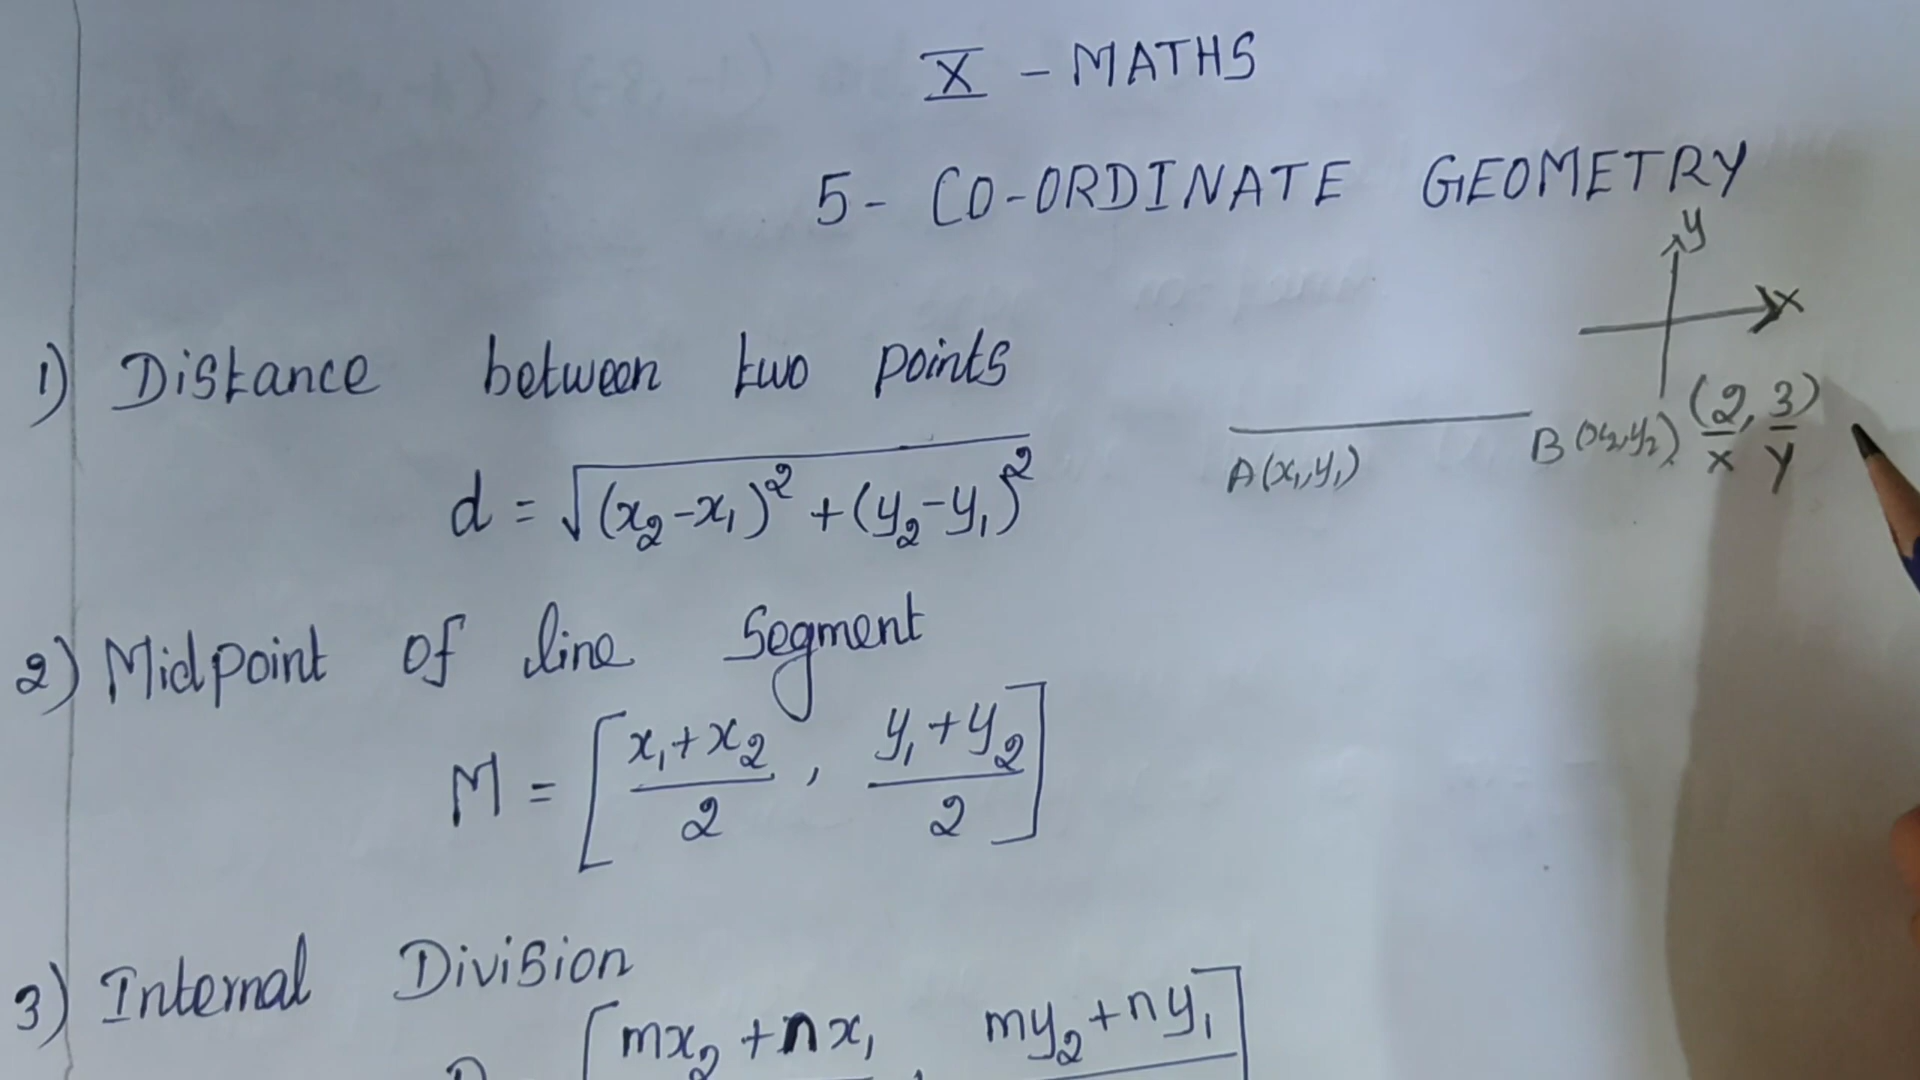 X - MATHS
5- CO-ORDINATE GEOMETRY
y
x
1) Distance between two points
A(x₁,y₁)
B(x₂,y₂) (2, 3)
x y
d = √(x₂-x₁)² + (y₂-y₁)²
2) Midpoint of line Segment
M = [x₁+x₂/2 , y₁+y₂/2]
3) Internal Division
[mx₂+nx₁ , my₂+ny₁]